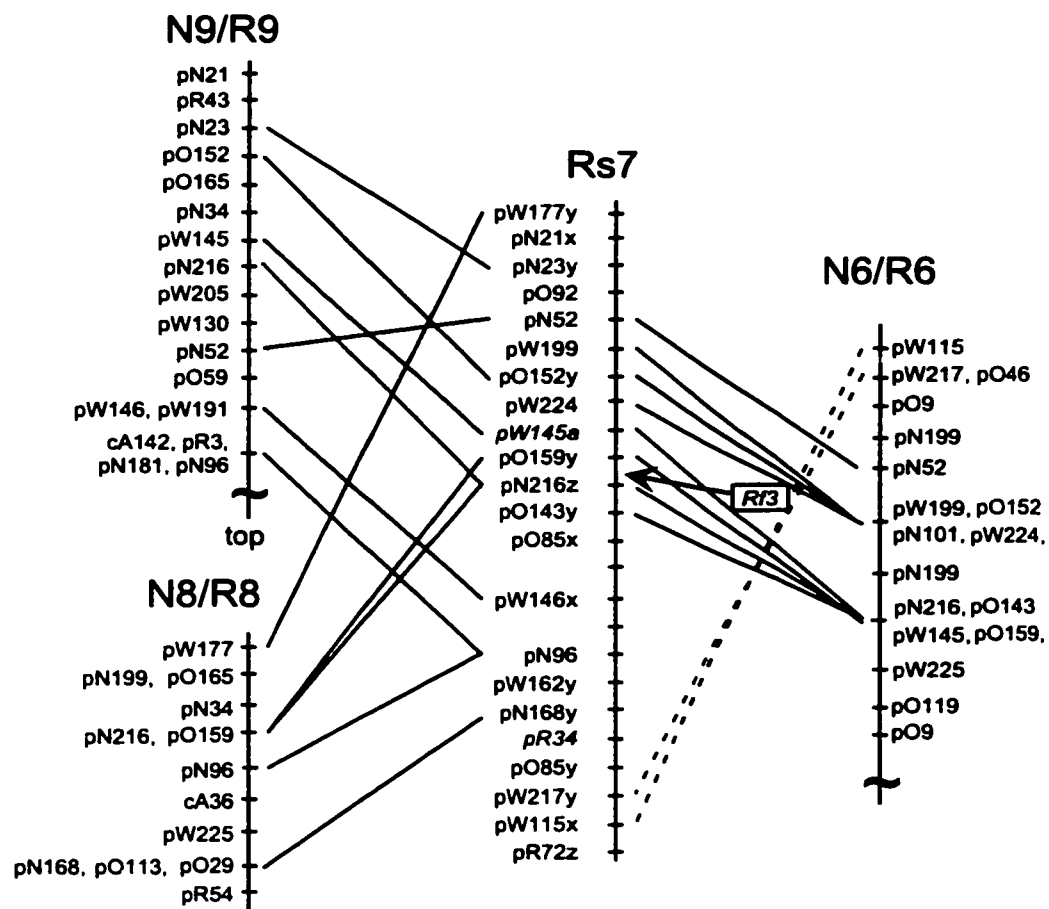 N9/R9
pN21
pR43
pN23
pO152
pO165
pN34
pW145
pN216
pW205
pW130
pN52
pO59
pW146, pW191
cA142, pR3,
pN181, pN96
top
N8/R8
pW177
pN199, pO165
pN34
pN216, pO159
pN96
cA36
pW225
pN168, pO113, pO29
pR54
Rs7
pW177y
pN21x
pN23y
pO92
pN52
pW199
pO152y
pW224
pW145a
pO159y
pN216z
pO143y
pO85x
pW146x
pN96
pW162y
pN168y
pR34
pO85y
pW217y
pW115x
pR72z
Rf3
N6/R6
pW115
pW217, pO46
pO9
pN199
pN52
pW199, pO152
pN101, pW224,
pN199
pN216, pO143
pW145, pO159,
pW225
pO119
pO9